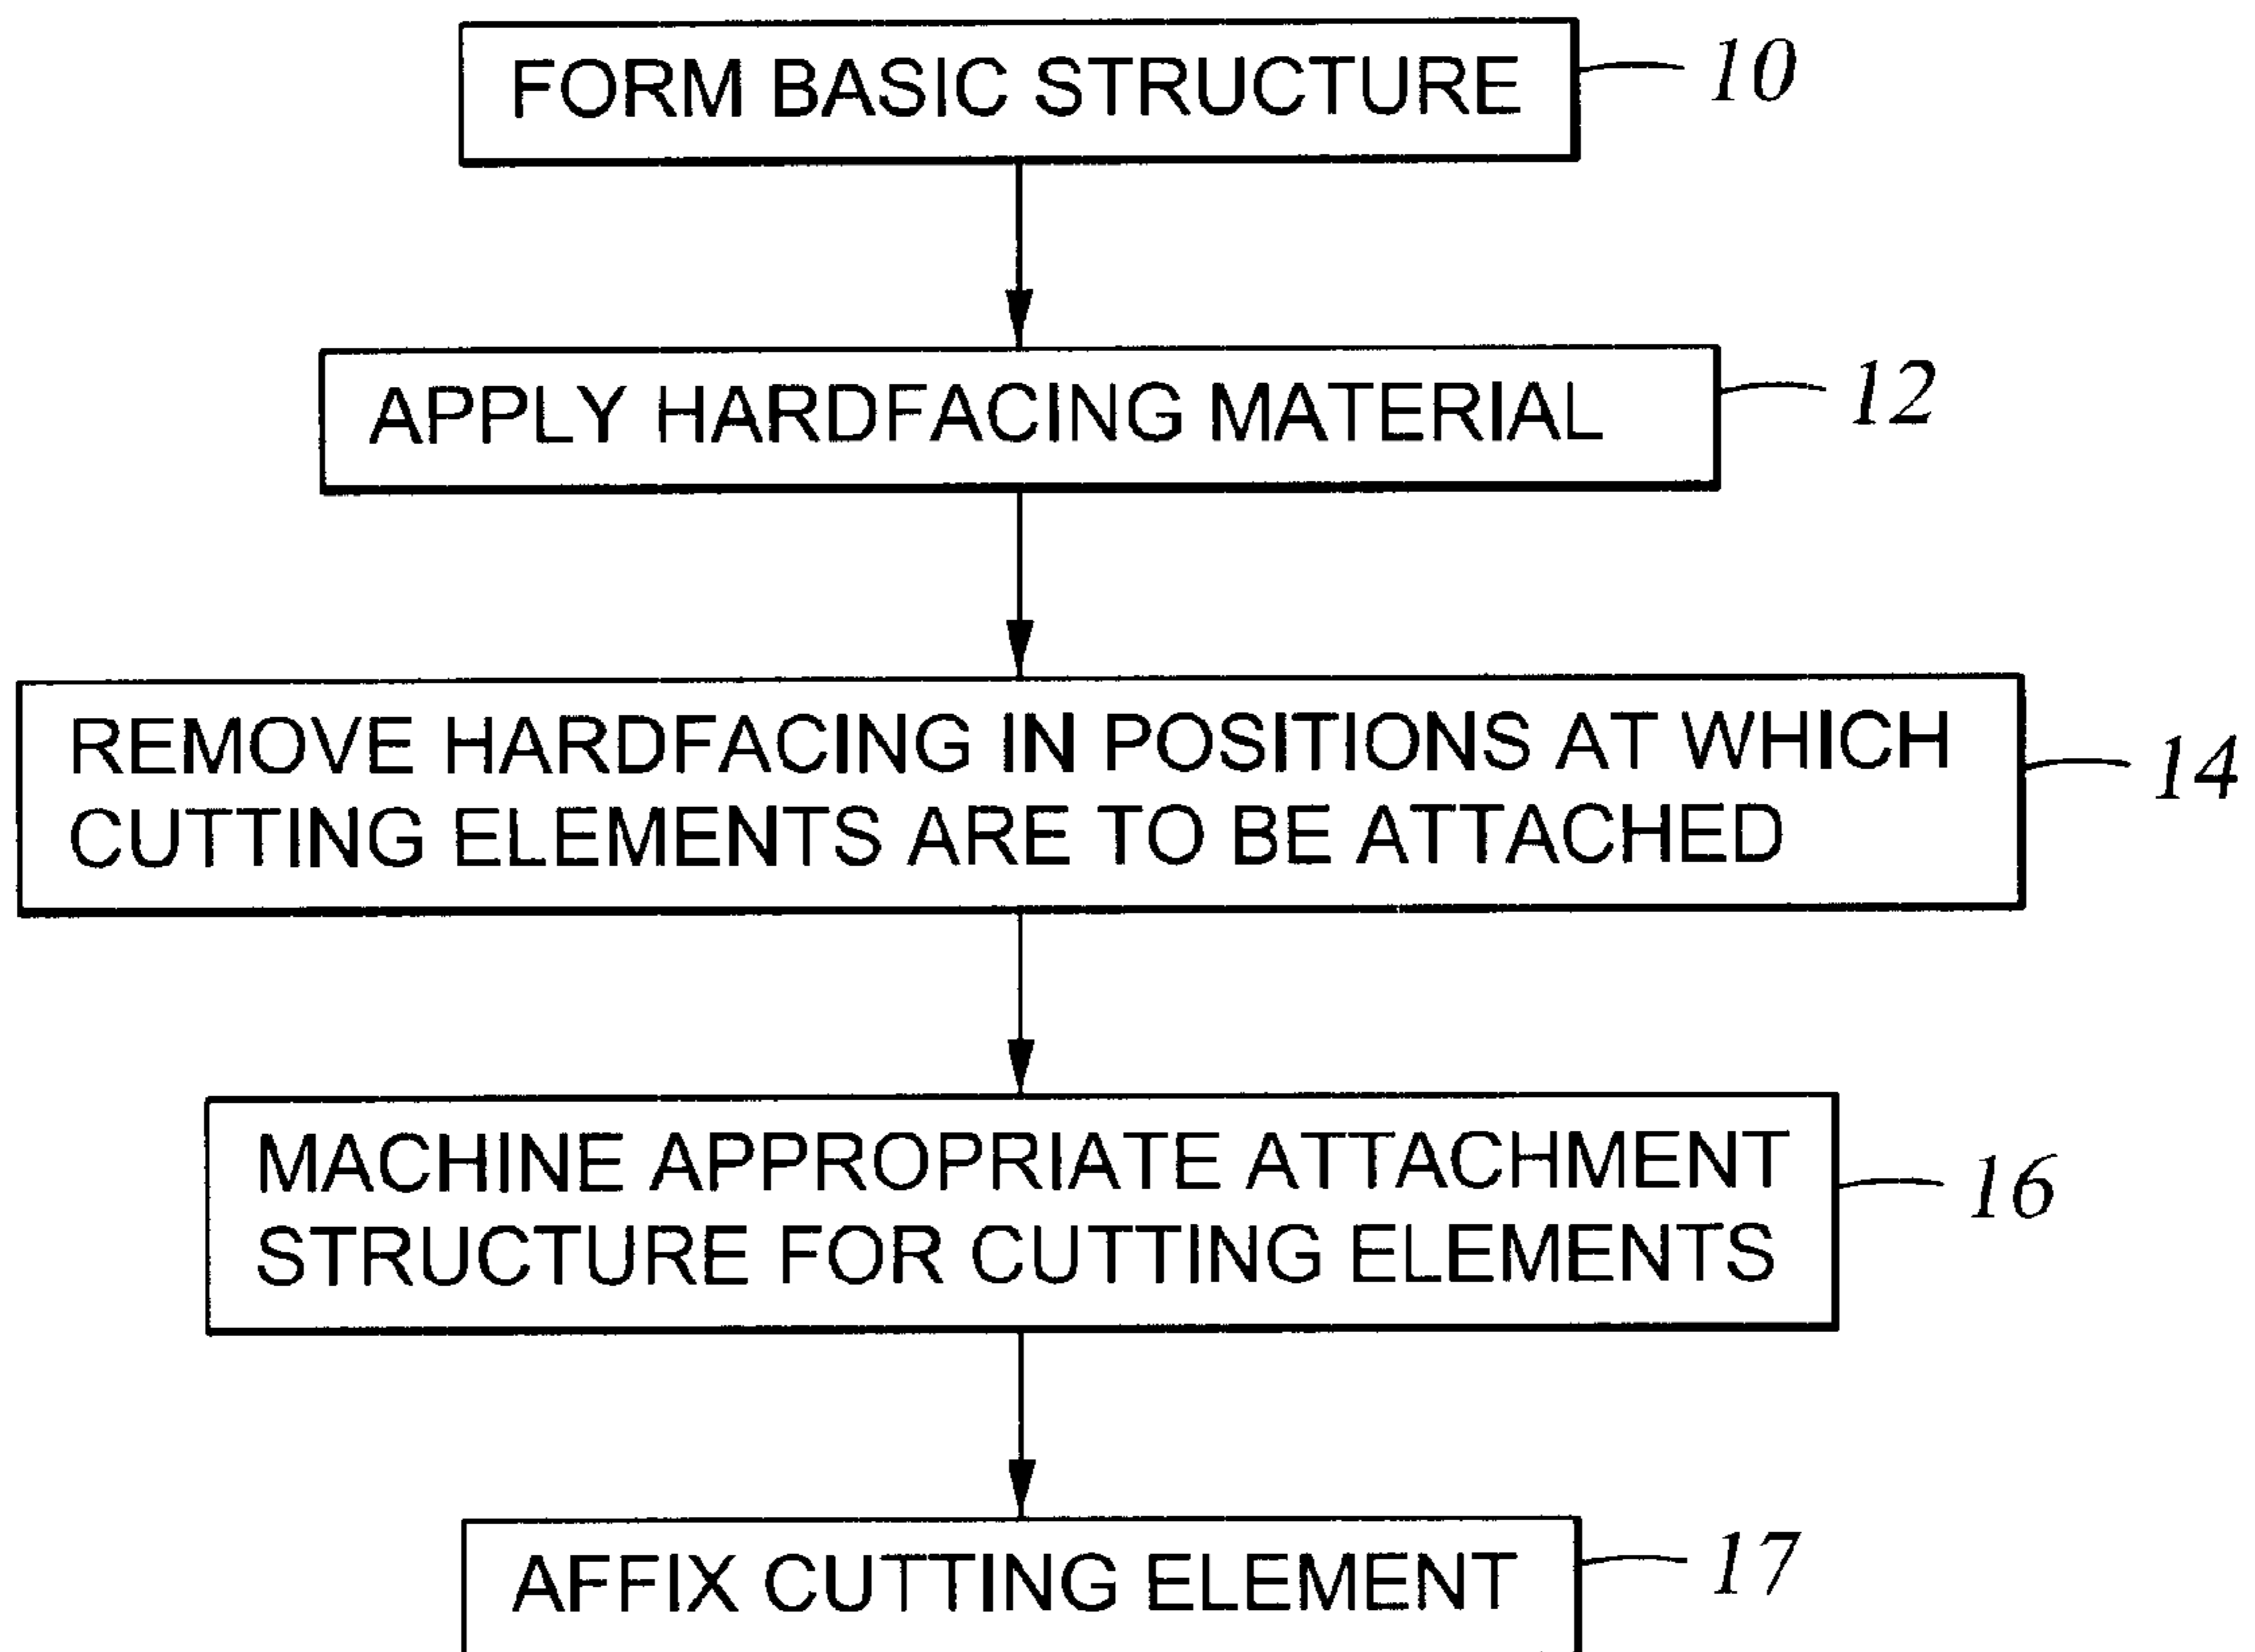 FORM BASIC STRUCTURE
10
APPLY HARDFACING MATERIAL
12
REMOVE HARDFACING IN POSITIONS AT WHICH
CUTTING ELEMENTS ARE TO BE ATTACHED
14
MACHINE APPROPRIATE ATTACHMENT
STRUCTURE FOR CUTTING ELEMENTS
16
AFFIX CUTTING ELEMENT
17